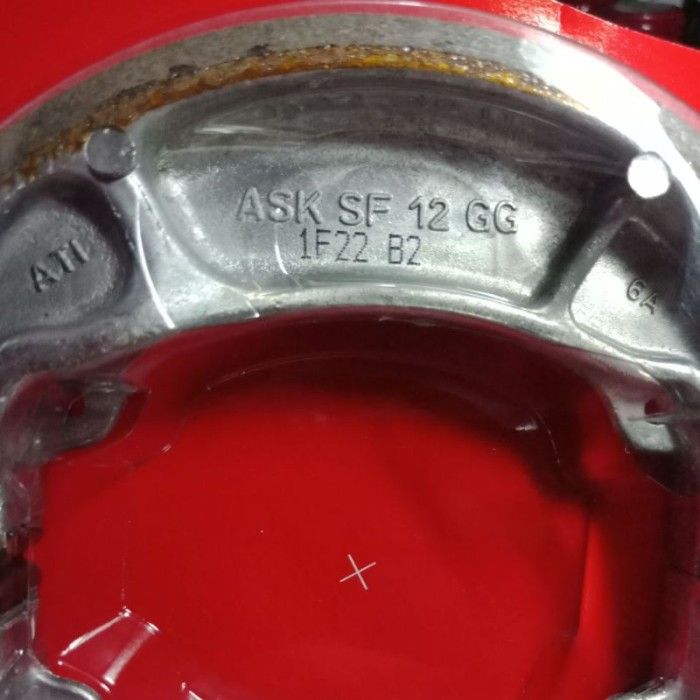 ASK SF 12 GG
1F22 B2
ATI
6A